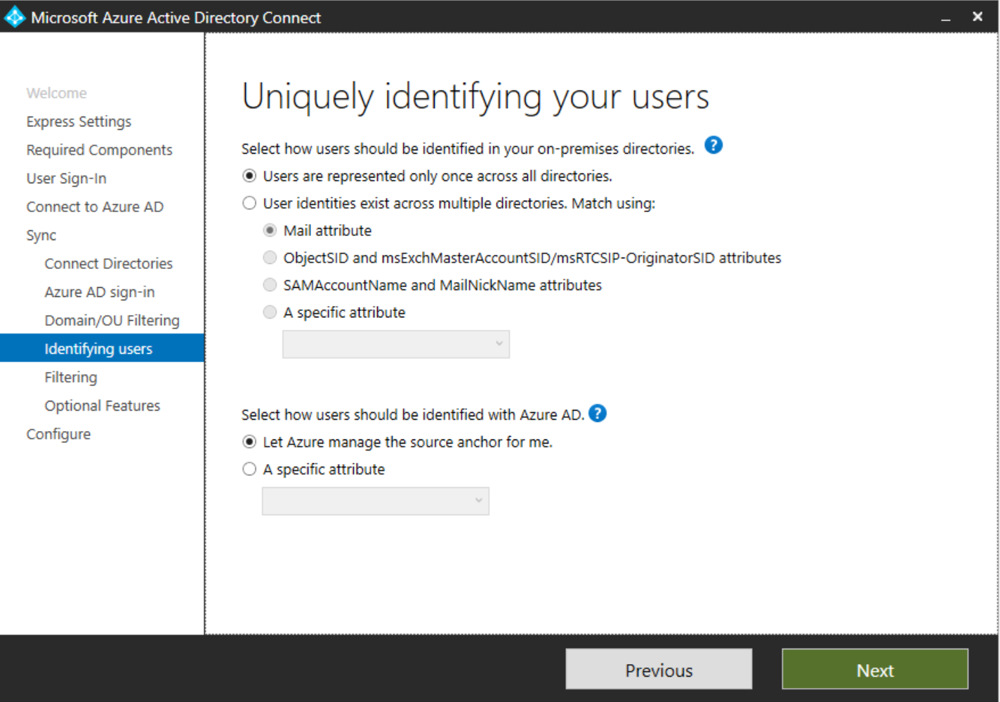 Microsoft Azure Active Directory Connect
Welcome
Express Settings
Required Components
User Sign-In
Connect to Azure AD
Sync
Connect Directories
Azure AD sign-in
Domain/OU Filtering
Identifying users
Filtering
Optional Features
Configure
Uniquely identifying your users
Select how users should be identified in your on-premises directories. ?
Users are represented only once across all directories.
User identities exist across multiple directories. Match using:
Mail attribute
ObjectSID and msExchMasterAccountSID/msRTCSIP-OriginatorSID attributes
SAMAccountName and MailNickName attributes
A specific attribute
Select how users should be identified with Azure AD. ?
Let Azure manage the source anchor for me.
A specific attribute
Previous
Next